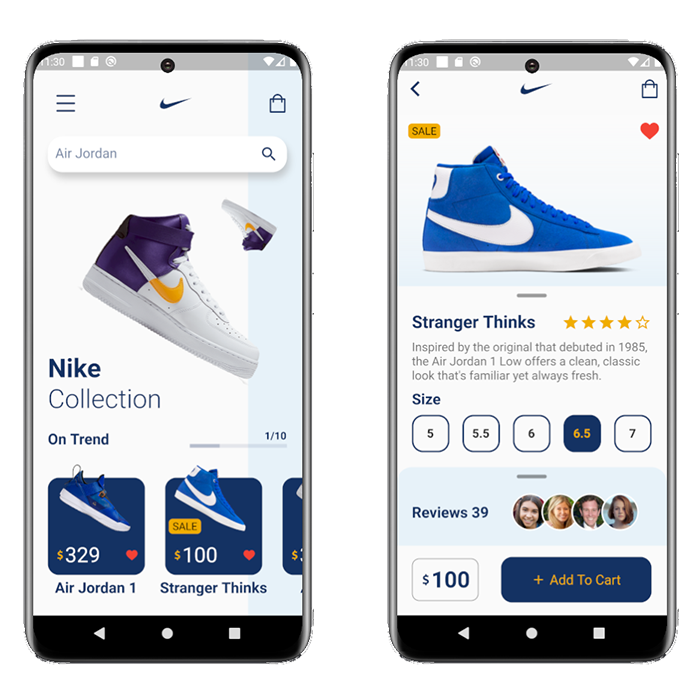 11:30
Air Jordan
Nike
Collection
On Trend
1/10
SALE
$329
$100
Air Jordan 1
Stranger Thinks
11:30
SALE
Stranger Thinks
Inspired by the original that debuted in 1985,
the Air Jordan 1 Low offers a clean, classic
look that's familiar yet always fresh.
Size
5
5.5
6
6.5
7
Reviews 39
$100
+ Add To Cart